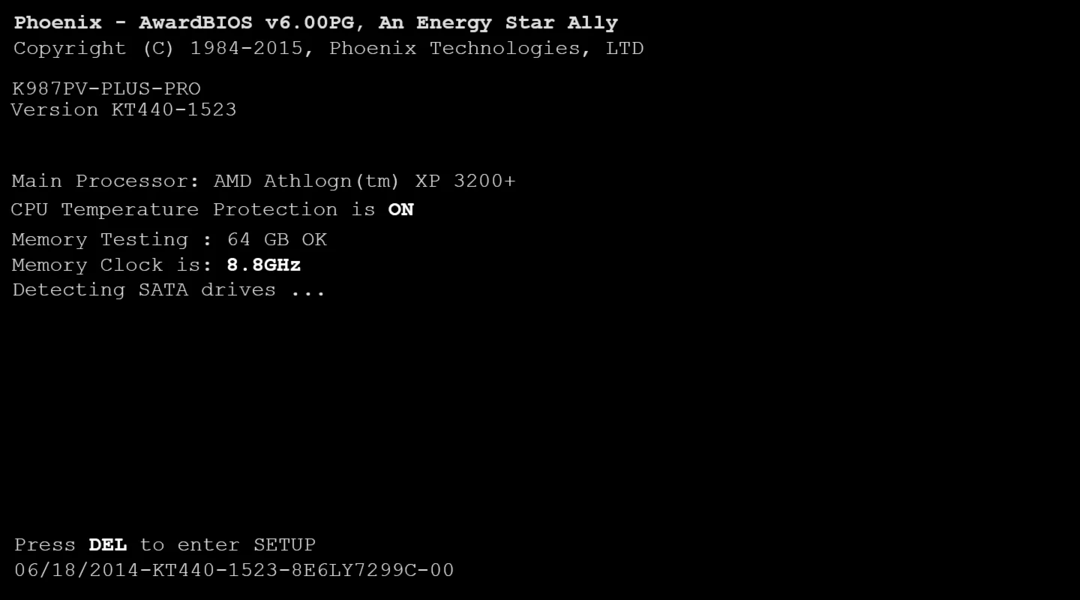 Phoenix - AwardBIOS v6.00PG, An Energy Star Ally
Copyright (C) 1984-2015, Phoenix Technologies, LTD
K987PV-PLUS-PRO
Version KT440-1523
Main Processor: AMD Athlogn(tm) XP 3200+
CPU Temperature Protection is ON
Memory Testing : 64 GB OK
Memory Clock is: 8.8GHz
Detecting SATA drives ...
Press DEL to enter SETUP
06/18/2014-KT440-1523-8E6LY7299C-00